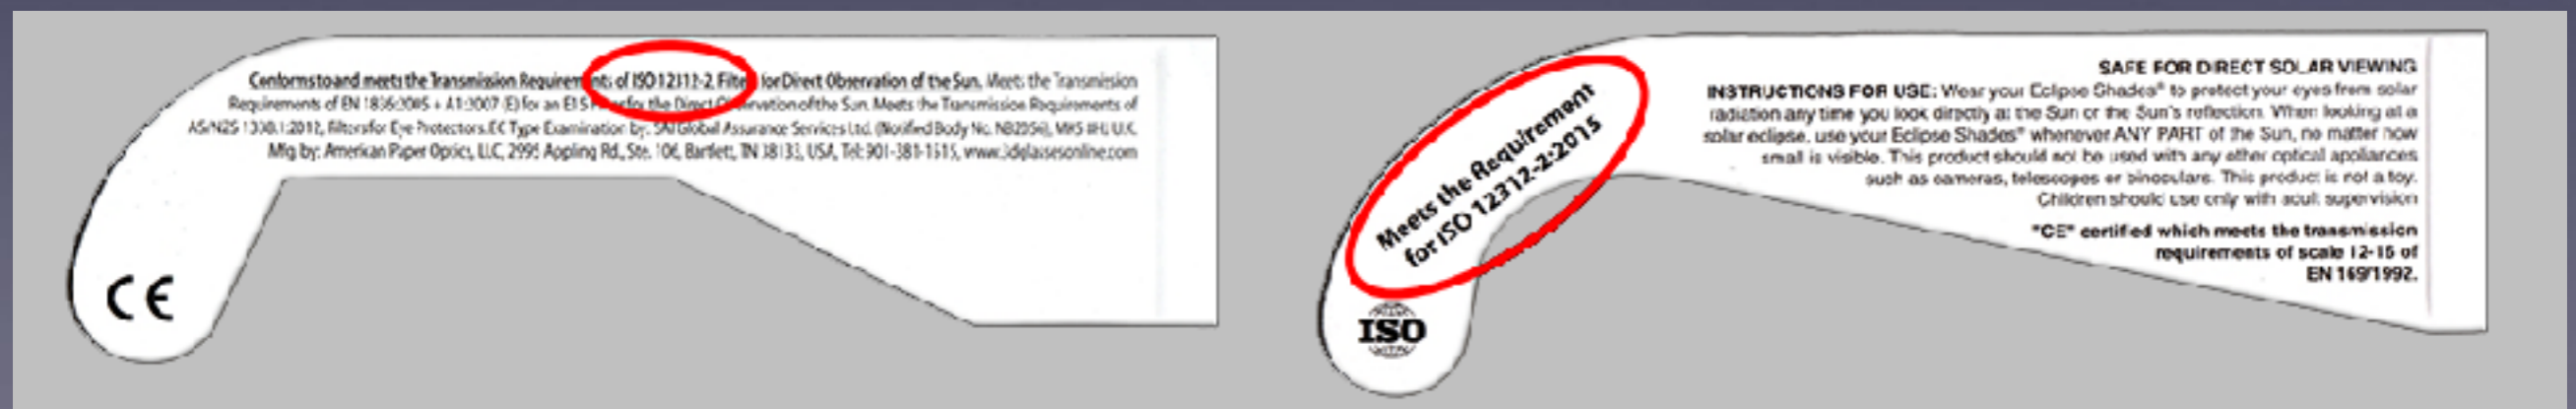 Conforms to and meets the Transmission Requirements of ISO 12312-2, Filter for Direct Observation of the Sun. Meets the Transmission
Requirements of EN 1836:2005 + A1:2007 (E) for an E15 for the Direct Observation of the Sun. Meets the Transmission Requirements of
AS/NZS 1338.1:2012, Filters for Eye Protectors. EC Type Examination by: SAI Global Assurance Services Ltd. (Notified Body No. NB2056), U.K.
Mfg by: American Paper Optics, LLC, 2995 Appling Rd., Ste. 106, Bartlett, TN 38133, USA, Tel: 901-381-1515, www.3dglassesonline.com
CE
Meets the Requirement
for ISO 12312-2:2015
ISO
SAFE FOR DIRECT SOLAR VIEWING
INSTRUCTIONS FOR USE: Wear your Eclipse Shades® to protect your eyes from solar
radiation any time you look directly at the Sun or the Sun's reflection. When looking at a
solar eclipse, use your Eclipse Shades® whenever ANY PART of the Sun, no matter how
small is visible. This product should not be used with any other optical appliances
such as cameras, telescopes or binoculars. This product is not a toy.
Children should use only with adult supervision
"CE" certified which meets the transmission
requirements of scale 12-16 of
EN 169/1992.